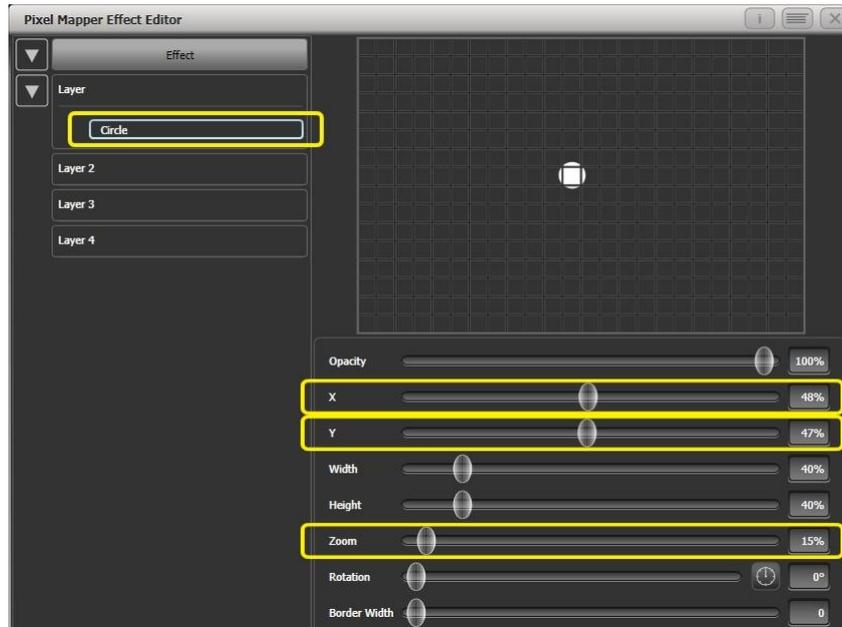 Pixel Mapper Effect Editor
Effect
Layer
Circle
Layer 2
Layer 3
Layer 4
Opacity 100%
X 48%
Y 47%
Width 40%
Height 40%
Zoom 15%
Rotation 0°
Border Width 0